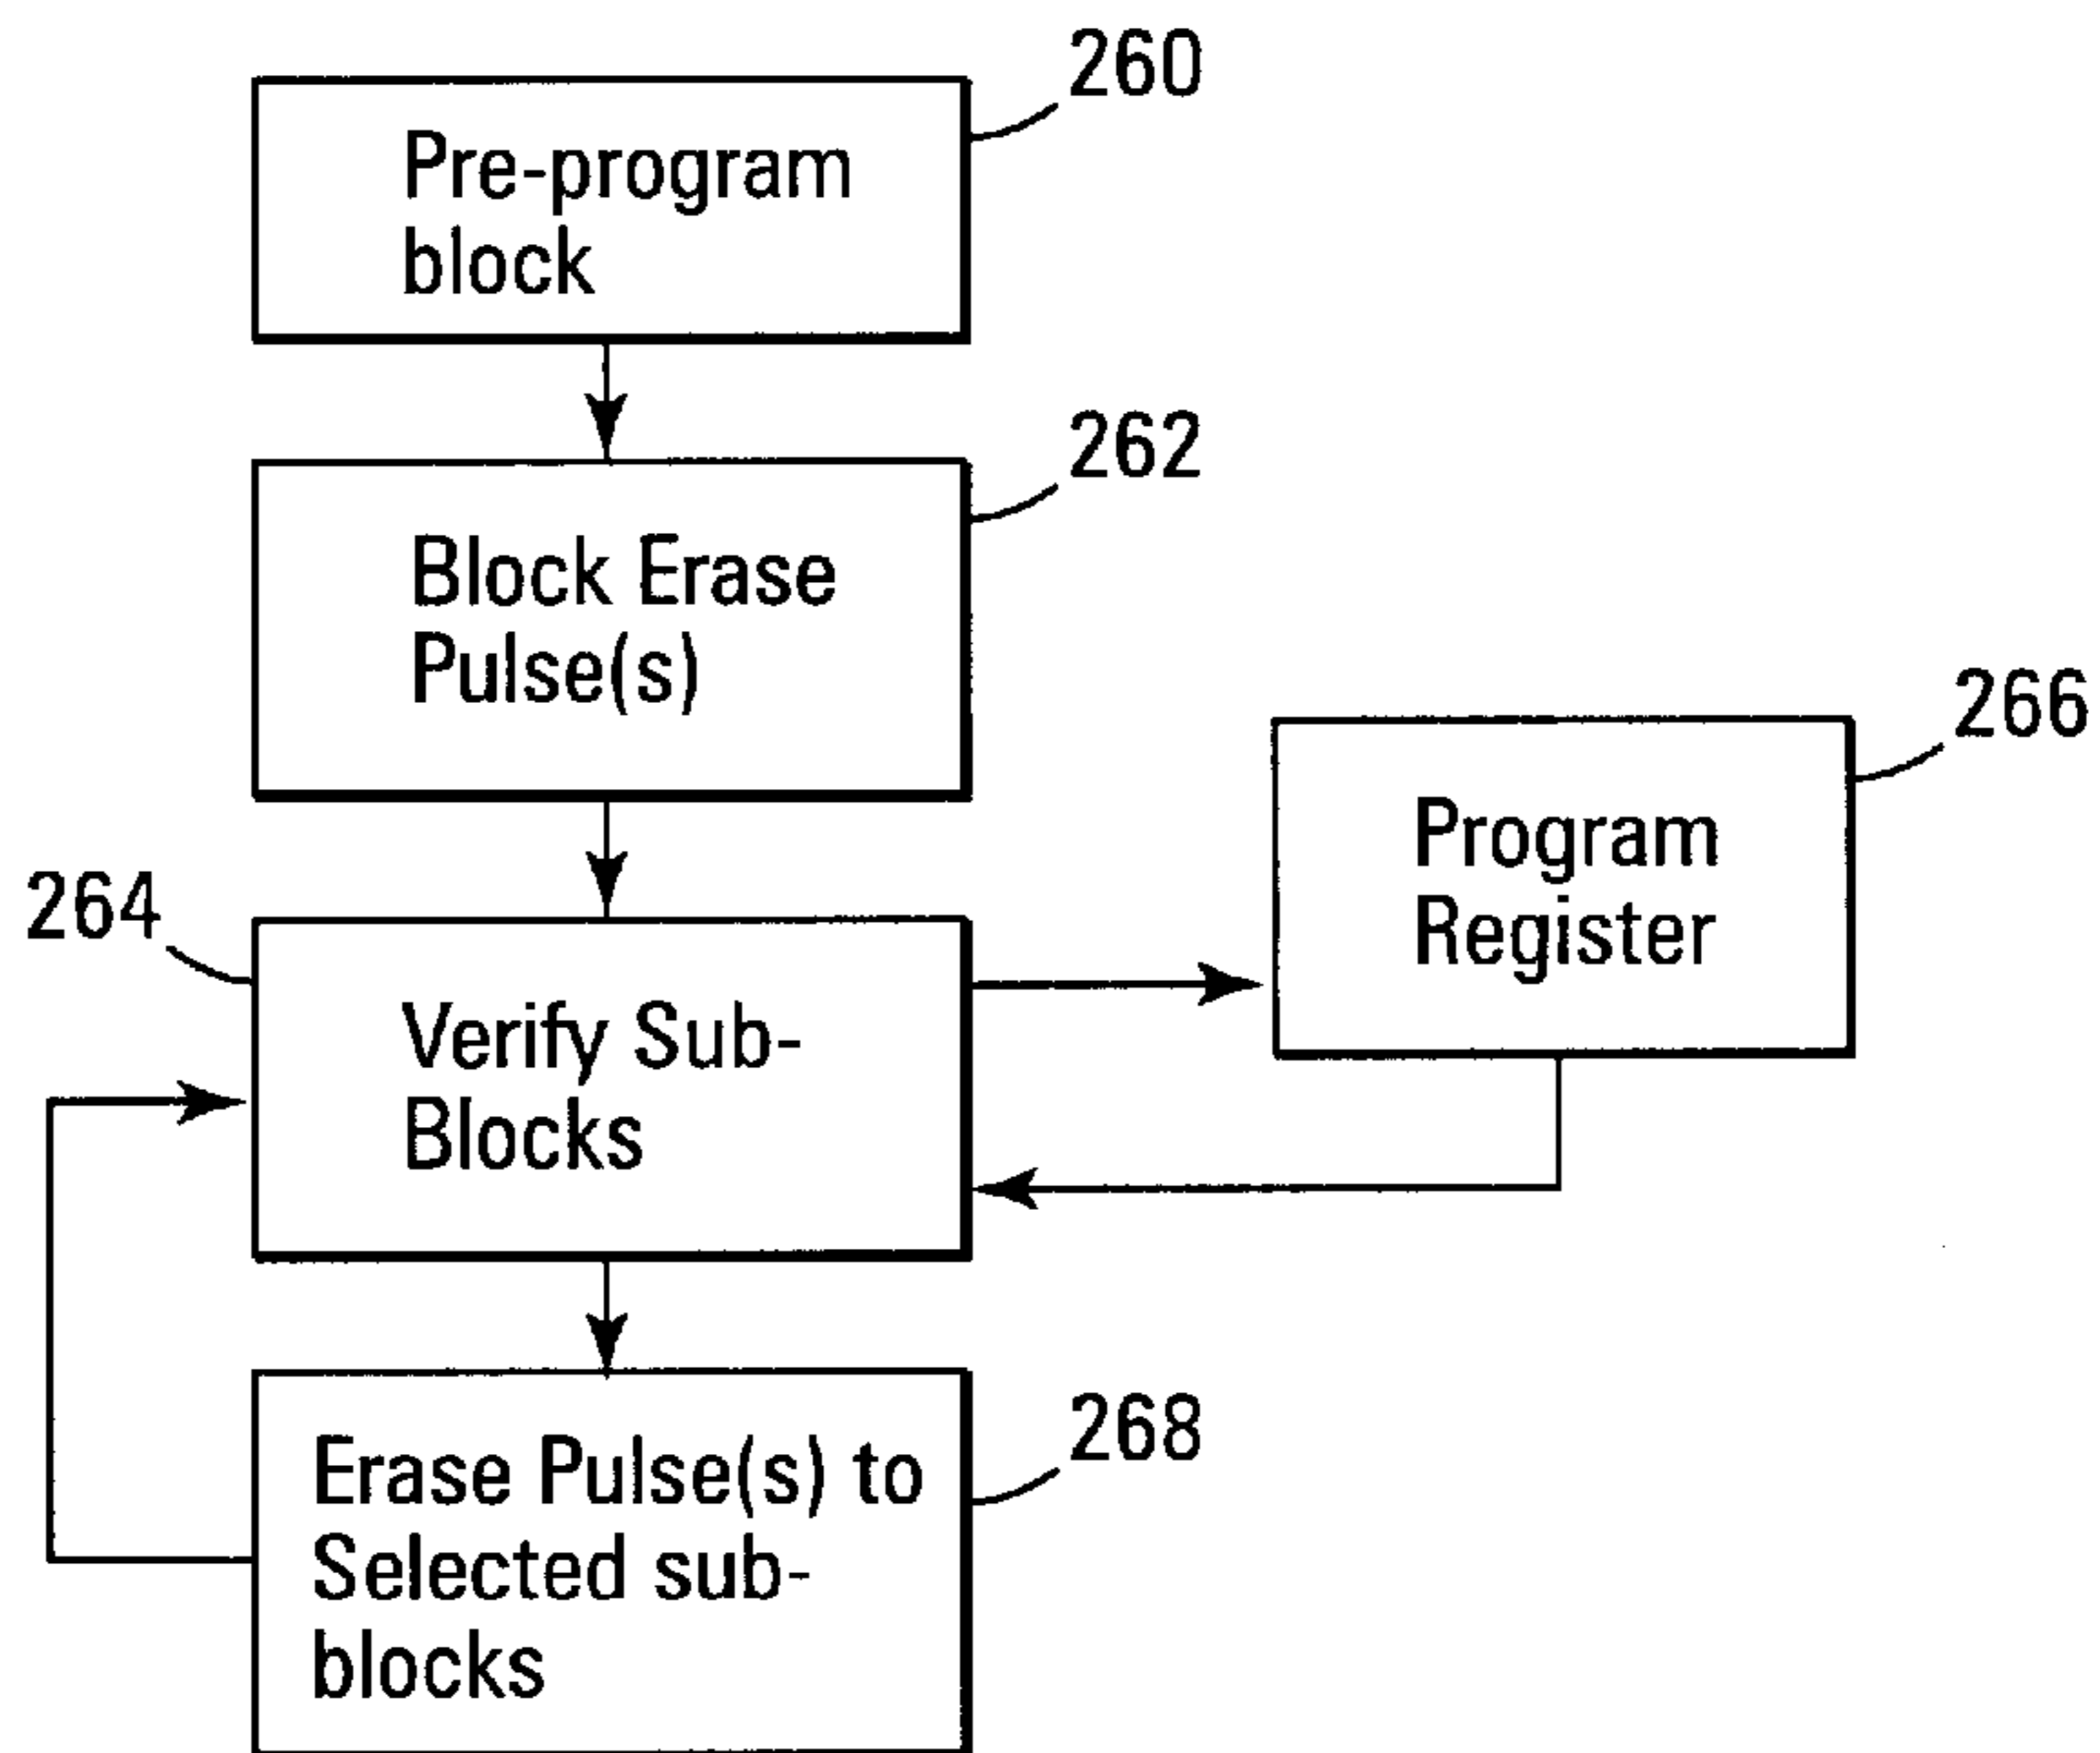 260
Pre-program
block
262
Block Erase
Pulse(s)
266
Program
Register
264
Verify Sub-
Blocks
268
Erase Pulse(s) to
Selected sub-
blocks